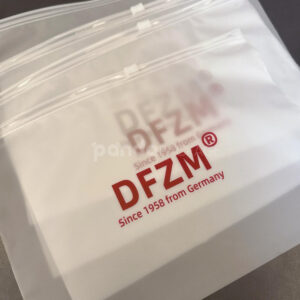 DFZM
Since 1958 from
DFZM®
Since 1958 from Germany